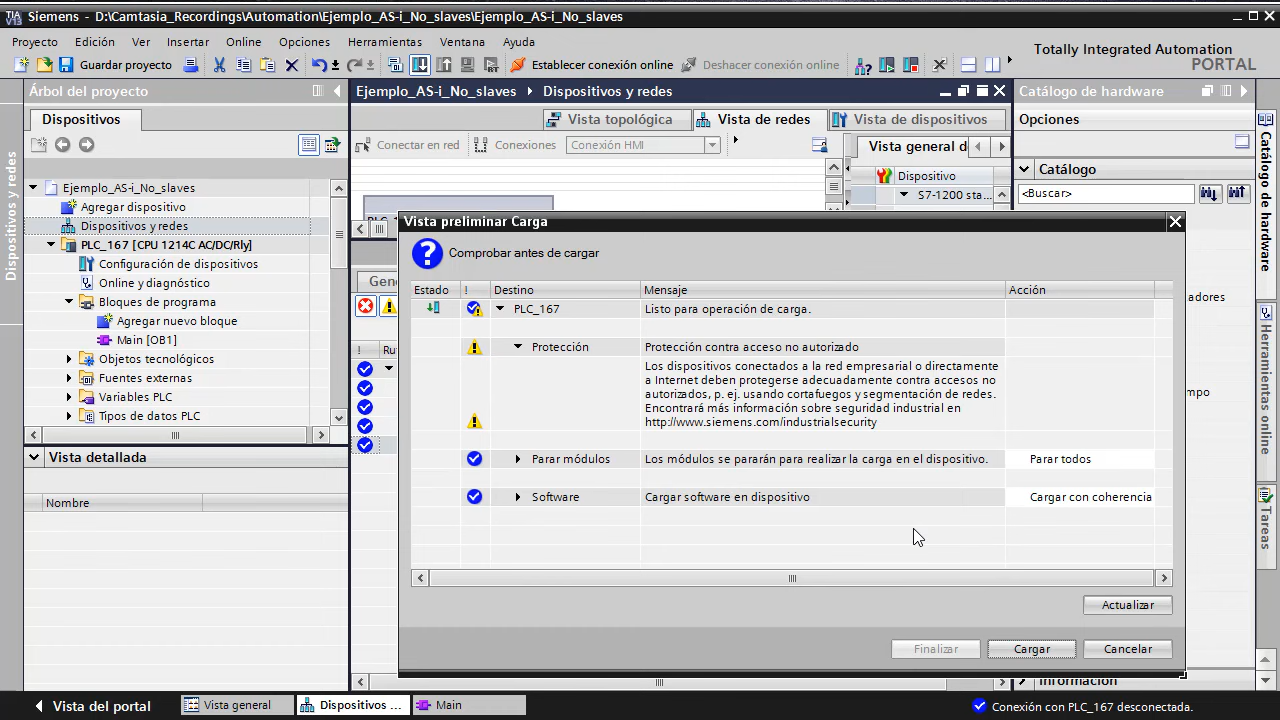 TIA V13 Siemens - D:\Camtasia_Recordings\Automation\Ejemplo_AS-i_No_slaves\Ejemplo_AS-i_No_slaves
Proyecto Edición Ver Insertar Online Opciones Herramientas Ventana Ayuda
Totally Integrated Automation
PORTAL
Guardar proyecto Establecer conexión online Deshacer conexión online
Árbol del proyecto
Ejemplo_AS-i_No_slaves Dispositivos y redes
Catálogo de hardware
Dispositivos
Vista topológica Vista de redes Vista de dispositivos
Opciones
Conectar en red Conexiones Conexión HMI
Vista general d
Dispositivo
S7-1200 sta...
Catálogo
<Buscar>
Ejemplo_AS-i_No_slaves
Agregar dispositivo
Dispositivos y redes
PLC_167 [CPU 1214C AC/DC/Rly]
Configuración de dispositivos
Online y diagnóstico
Bloques de programa
Agregar nuevo bloque
Main [OB1]
Objetos tecnológicos
Fuentes externas
Variables PLC
Tipos de datos PLC
Vista detallada
Nombre
Gene
! Rut
Vista preliminar Carga
Comprobar antes de cargar
Estado ! Destino Mensaje Acción
PLC_167 Listo para operación de carga.
Protección Protección contra acceso no autorizado
Los dispositivos conectados a la red empresarial o directamente
a Internet deben protegerse adecuadamente contra accesos no
autorizados, p. ej. usando cortafuegos y segmentación de redes.
Encontrará más información sobre seguridad industrial en
http://www.siemens.com/industrialsecurity
Parar módulos Los módulos se pararán para realizar la carga en el dispositivo. Parar todos
Software Cargar software en dispositivo Cargar con coherencia
Actualizar
Finalizar Cargar Cancelar
adores
mpo
Información
Dispositivos y redes
Catálogo de hardware
Herramientas online
Tareas
Vista del portal Vista general Dispositivos ... Main Conexión con PLC_167 desconectada.